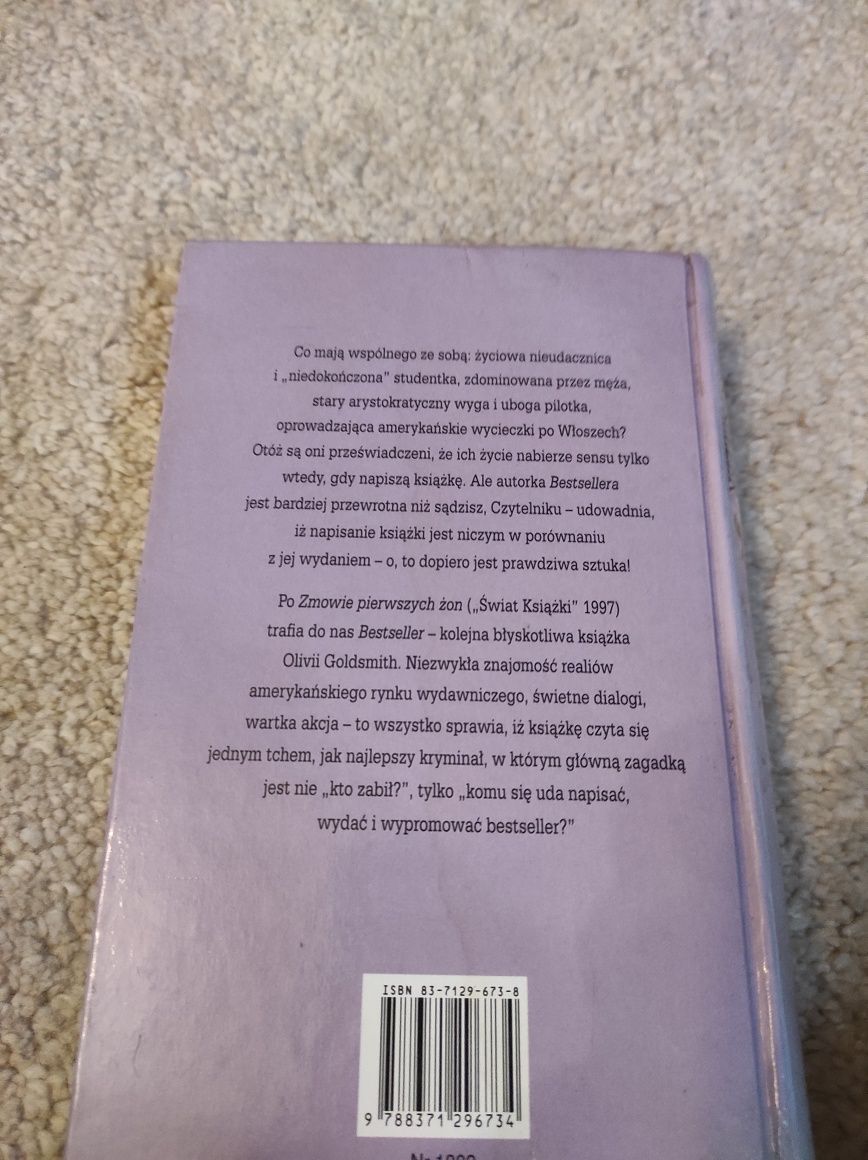 Co mają wspólnego ze sobą: życiowa nieudacznica
i „niedokończona” studentka, zdominowana przez męża,
stary arystokratyczny wyga i uboga pilotka,
oprowadzająca amerykańskie wycieczki po Włoszech?
Otóż są oni przeświadczeni, że ich życie nabierze sensu tylko
wtedy, gdy napiszą książkę. Ale autorka Bestsellera
jest bardziej przewrotna niż sądzisz, Czytelniku – udowadnia,
iż napisanie książki jest niczym w porównaniu
z jej wydaniem – o, to dopiero jest prawdziwa sztuka!
Po Zmowie pierwszych żon („Świat Książki” 1997)
trafia do nas Bestseller – kolejna błyskotliwa książka
Olivii Goldsmith. Niezwykła znajomość realiów
amerykańskiego rynku wydawniczego, świetne dialogi,
wartka akcja – to wszystko sprawia, iż książkę czyta się
jednym tchem, jak najlepszy kryminał, w którym główną zagadką
jest nie „kto zabił?”, tylko „komu się uda napisać,
wydać i wypromować bestseller?”
ISBN 83-7129-673-8
9 788371 296734
Nr